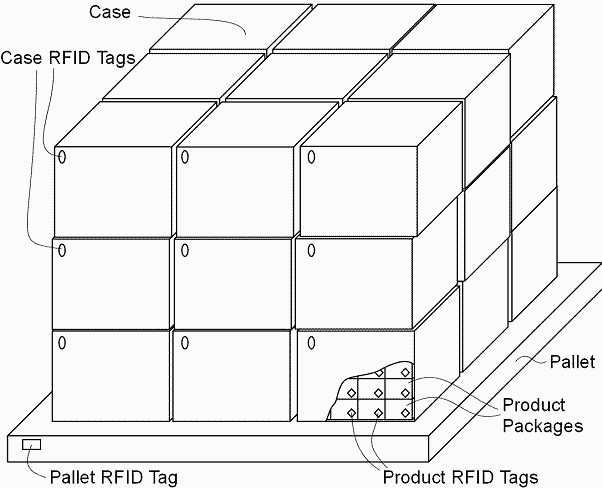 Case
Case RFID Tags
Pallet
Product
Packages
Pallet RFID Tag
Product RFID Tags